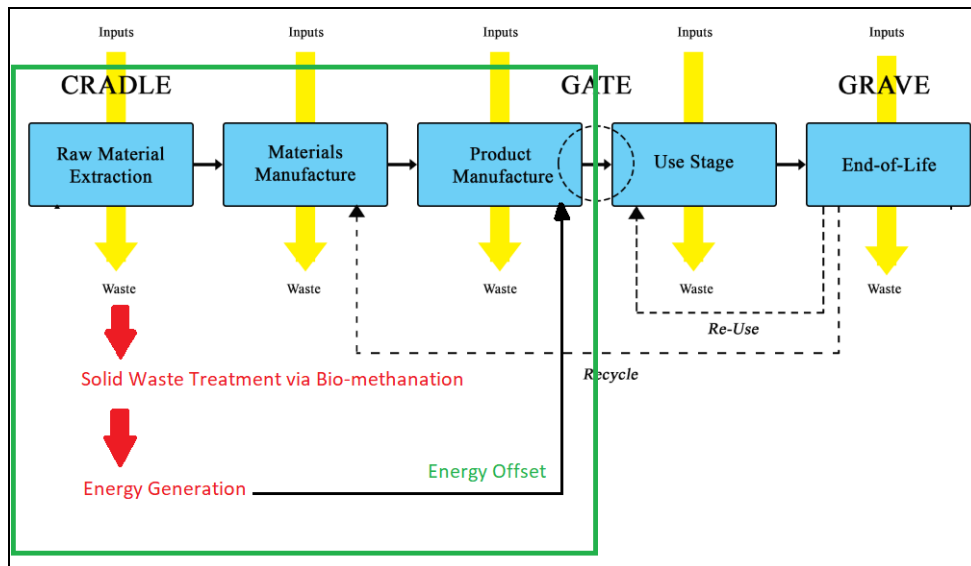 Inputs
Inputs
Inputs
Inputs
Inputs
CRADLE
GATE
GRAVE
Raw Material
Extraction
Materials
Manufacture
Product
Manufacture
Use Stage
End-of-Life
Waste
Waste
Waste
Waste
Waste
Re-Use
Recycle
Solid Waste Treatment via Bio-methanation
Energy Offset
Energy Generation